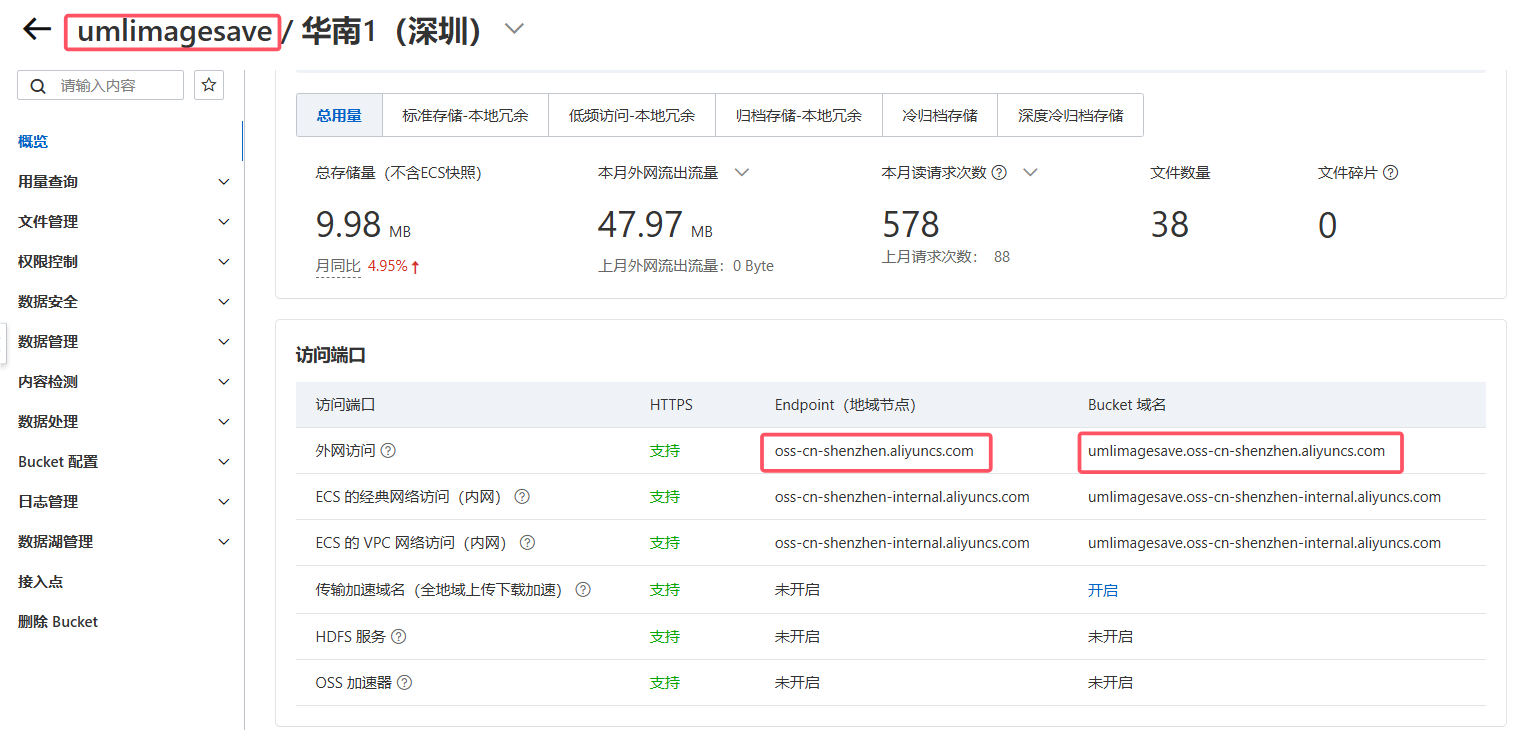 umlimagesave / 华南1（深圳）
请输入内容
概览
用量查询
文件管理
权限控制
数据安全
数据管理
内容检测
数据处理
Bucket 配置
日志管理
数据湖管理
接入点
删除 Bucket
总用量 标准存储-本地冗余 低频访问-本地冗余 归档存储-本地冗余 冷归档存储 深度冷归档存储
总存储量（不含ECS快照） 本月外网流出流量 本月读请求次数 文件数量 文件碎片
9.98 MB 47.97 MB 578 38 0
月同比 4.95% 上月外网流出流量：0 Byte 上月请求次数： 88
访问端口
访问端口 HTTPS Endpoint（地域节点） Bucket 域名
外网访问 支持 oss-cn-shenzhen.aliyuncs.com umlimagesave.oss-cn-shenzhen.aliyuncs.com
ECS 的经典网络访问（内网） 支持 oss-cn-shenzhen-internal.aliyuncs.com umlimagesave.oss-cn-shenzhen-internal.aliyuncs.com
ECS 的 VPC 网络访问（内网） 支持 oss-cn-shenzhen-internal.aliyuncs.com umlimagesave.oss-cn-shenzhen-internal.aliyuncs.com
传输加速域名（全地域上传下载加速） 支持 未开启 开启
HDFS 服务 支持 未开启 未开启
OSS 加速器 支持 未开启 未开启